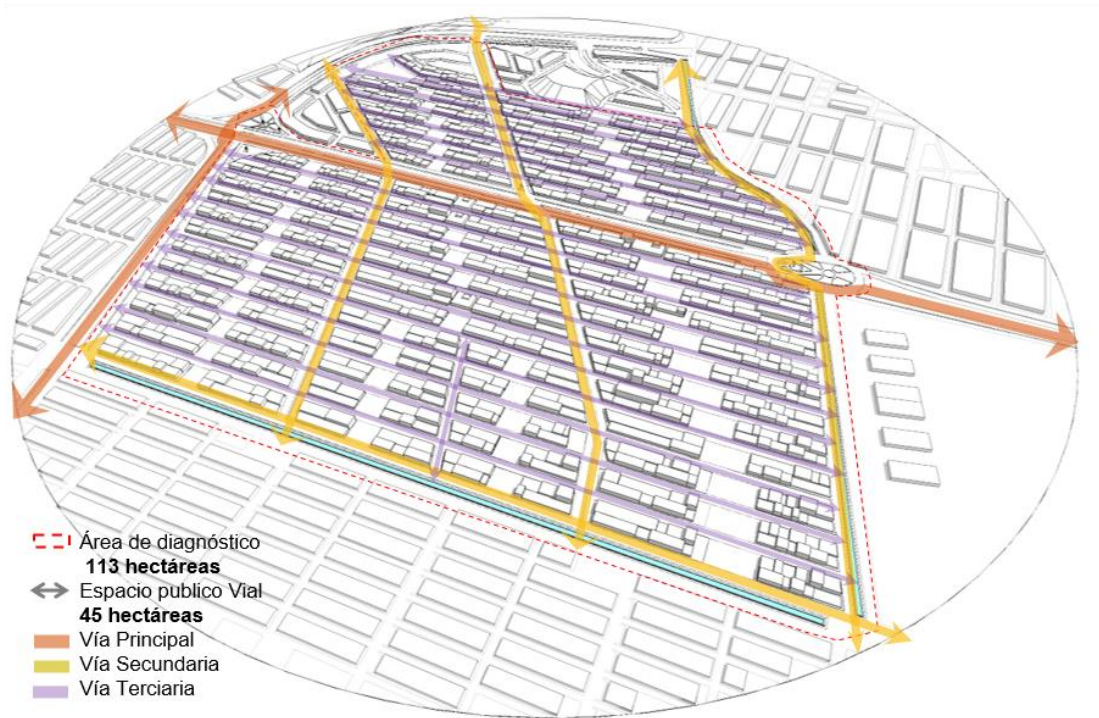 Área de diagnóstico
113 hectáreas
Espacio publico Vial
45 hectáreas
Vía Principal
Vía Secundaria
Vía Terciaria